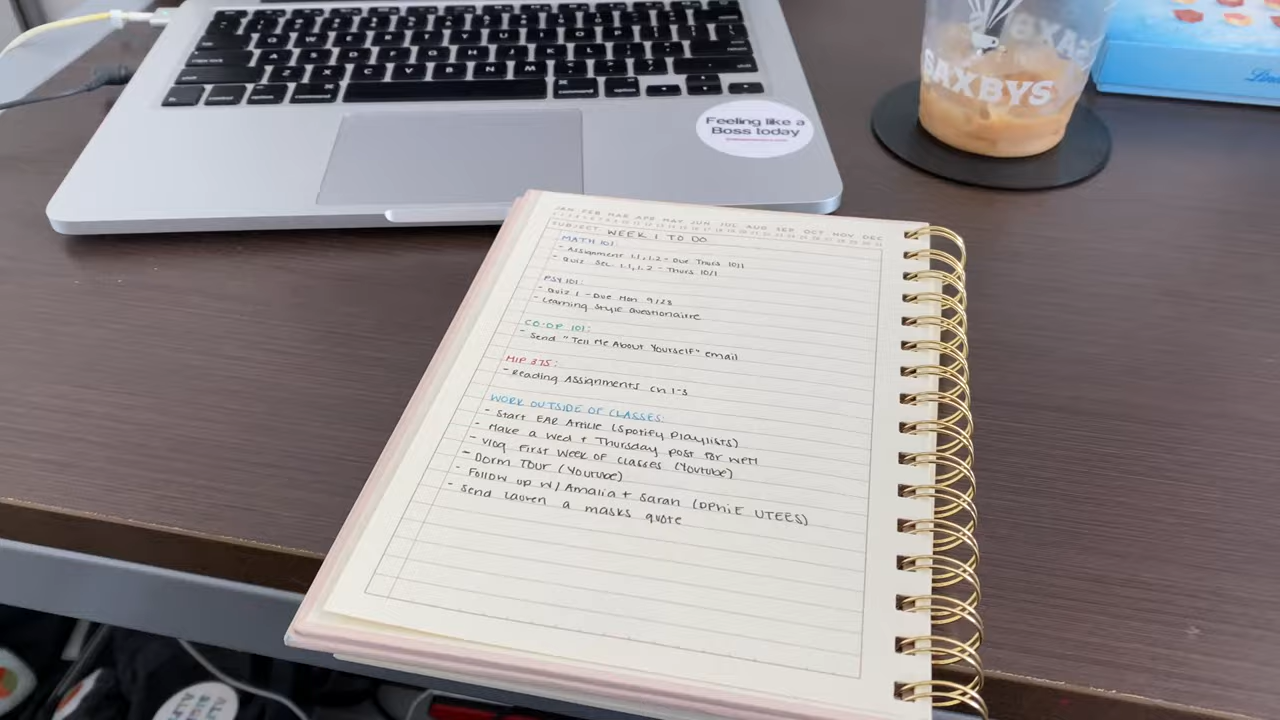 Feeling like a
Boss today
SAXBYS
JAN FEB MAR APR MAY JUN JUL AUG SEP OCT NOV DEC
SUBJECT WEEK 1 TO DO
MATH 101:
- Assignment 1.1, 1.2 - Due Thurs 10/1
- Quiz Sec 1.1, 1.2 - Thurs 10/1
PSY 101:
- Quiz 1 - Due Mon 9/28
- Learning Style Questionaitre
CO-OP 101:
- Send "Tell Me About Yourself" email
MIP 375:
- Reading Assignments Ch 1-3
WORK OUTSIDE OF CLASSES:
- Start EAR Article (Spotify Playlists)
- Make a Wed + Thursday post for
- Vlog First Week of Classes (Youtube)
- Dorm Tour (Youtube)
- Follow up w/ Amalia + Sarah (DPhiE UTEES)
- Send Lauren a masks quote